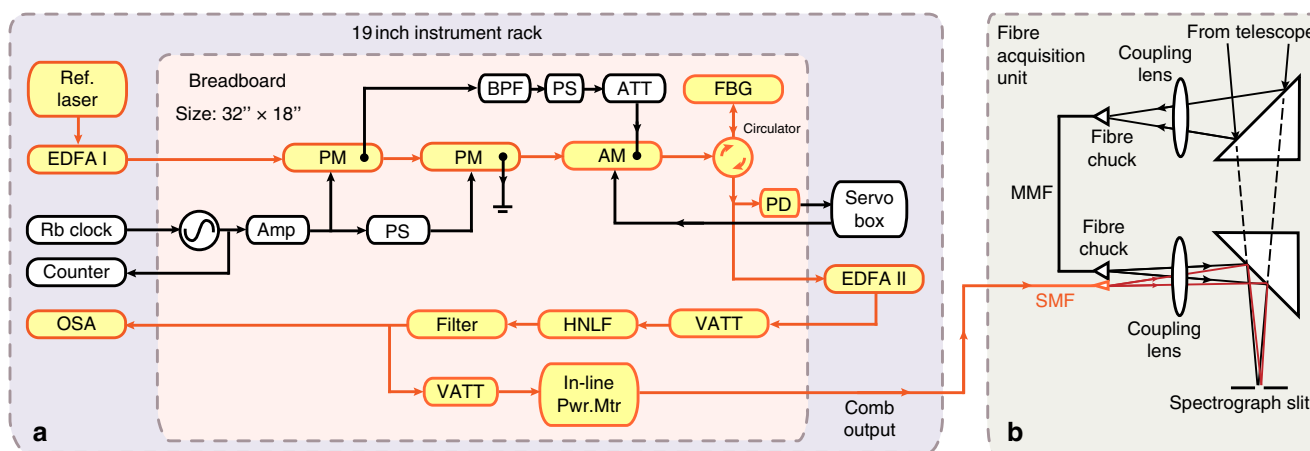 19 inch instrument rack
Breadboard
Size: 32’’ × 18’’
Ref.
laser
EDFA I
PM
PM
AM
BPF
PS
ATT
FBG
Circulator
PD
Servo
box
Rb clock
Amp
PS
Counter
EDFA II
OSA
Filter
HNLF
VATT
VATT
In-line
Pwr.Mtr
Comb
output
a
Fibre
acquisition
unit
Coupling
lens
From telescope
Fibre
chuck
MMF
Fibre
chuck
SMF
Coupling
lens
Spectrograph slit
b